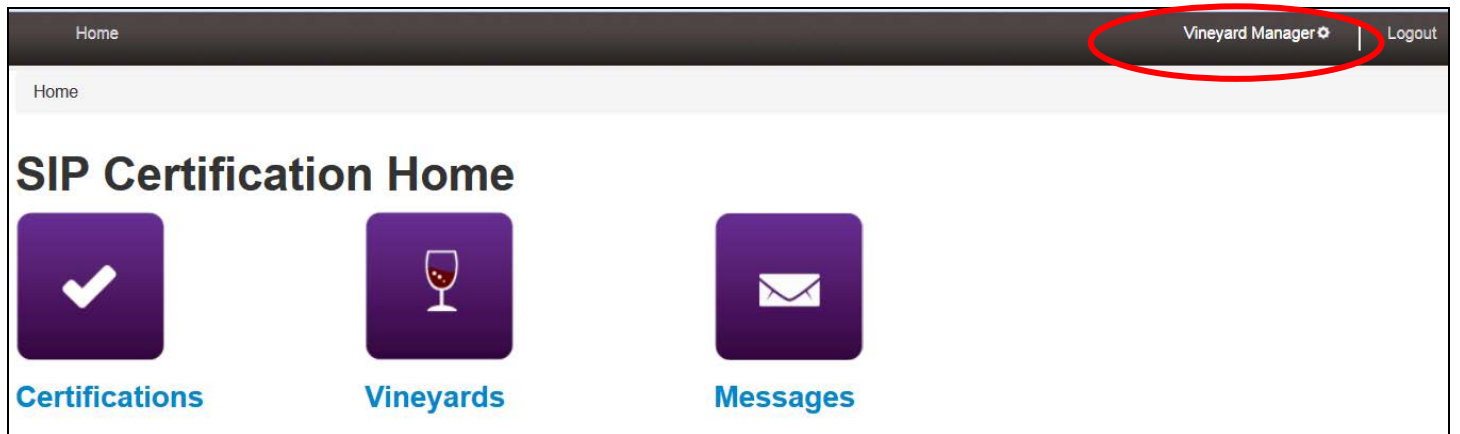 Home Vineyard Manager | Logout
Home
SIP Certification Home
Certifications Vineyards Messages